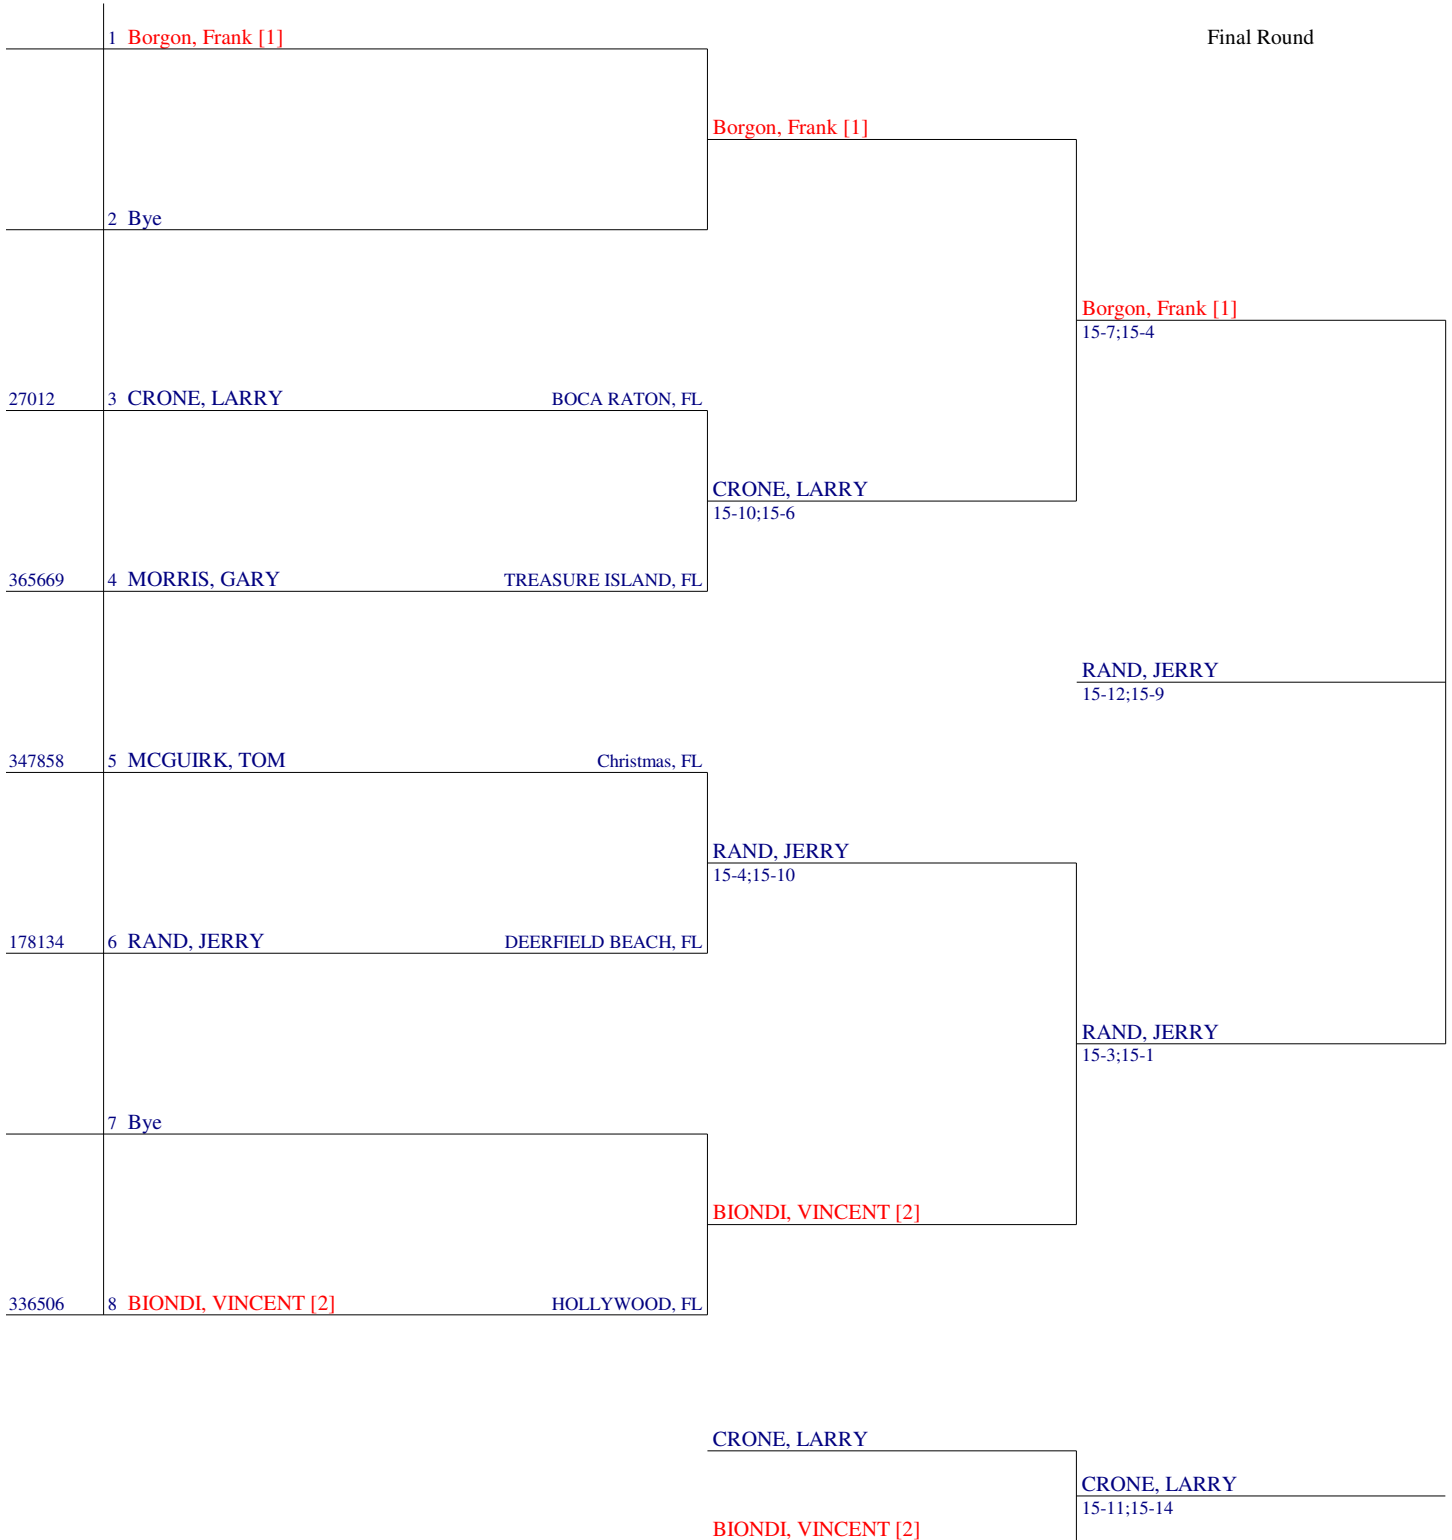 1 Borgon, Frank [1]
Final Round
Borgon, Frank [1]
2 Bye
Borgon, Frank [1]
15-7;15-4
27012 3 CRONE, LARRY BOCA RATON, FL
CRONE, LARRY
15-10;15-6
365669 4 MORRIS, GARY TREASURE ISLAND, FL
RAND, JERRY
15-12;15-9
347858 5 MCGUIRK, TOM Christmas, FL
RAND, JERRY
15-4;15-10
178134 6 RAND, JERRY DEERFIELD BEACH, FL
RAND, JERRY
15-3;15-1
7 Bye
BIONDI, VINCENT [2]
336506 8 BIONDI, VINCENT [2] HOLLYWOOD, FL
CRONE, LARRY
CRONE, LARRY
15-11;15-14
BIONDI, VINCENT [2]